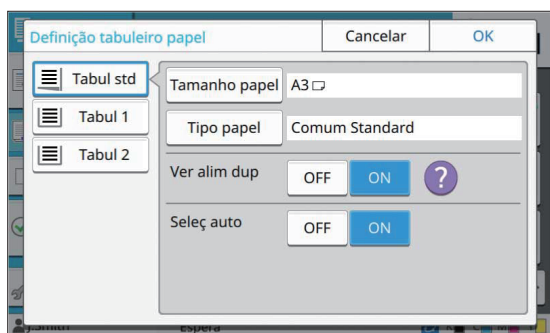 Definição tabuleiro papel Cancelar OK
Tabul std Tamanho papel A3
Tabul 1 Tipo papel Comum Standard
Tabul 2
Ver alim dup OFF ON ?
Seleç auto OFF ON
J.Smith Espera